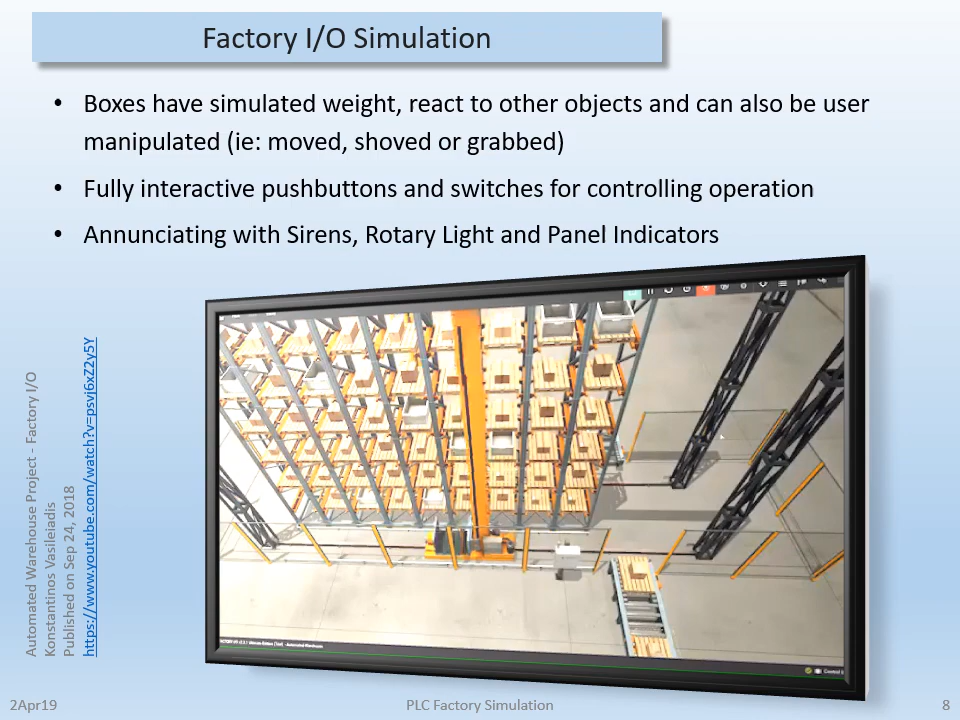 Factory I/O Simulation
• Boxes have simulated weight, react to other objects and can also be user
manipulated (ie: moved, shoved or grabbed)
• Fully interactive pushbuttons and switches for controlling operation
• Annunciating with Sirens, Rotary Light and Panel Indicators
Automated Warehouse Project - Factory I/O
Konstantinos Vasileiadis
Published on Sep 24, 2018
https://www.youtube.com/watch?v=psvj6xZ2y5Y
2Apr19
PLC Factory Simulation
8